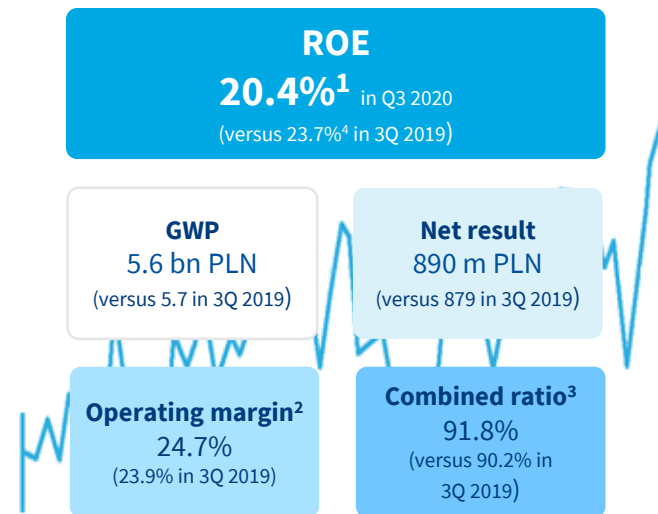 ROE
20.4%¹ in Q3 2020
(versus 23.7%⁴ in 3Q 2019)
GWP
5.6 bn PLN
(versus 5.7 in 3Q 2019)
Net result
890 m PLN
(versus 879 in 3Q 2019)
Operating margin²
24.7%
(23.9% in 3Q 2019)
Combined ratio³
91.8%
(versus 90.2% in
3Q 2019)